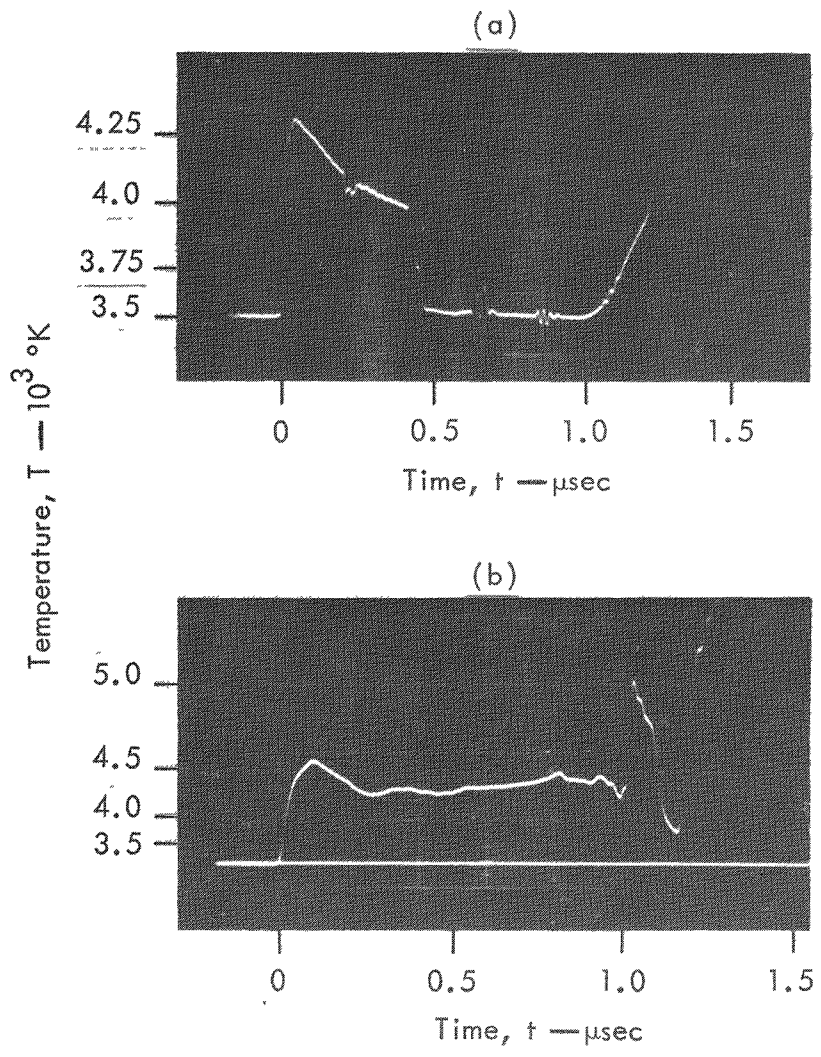 (a)
4.25
4.0
3.75
3.5
0 0.5 1.0 1.5
Time, t — μsec
Temperature, T — 10³ °K
(b)
5.0
4.5
4.0
3.5
0 0.5 1.0 1.5
Time, t — μsec